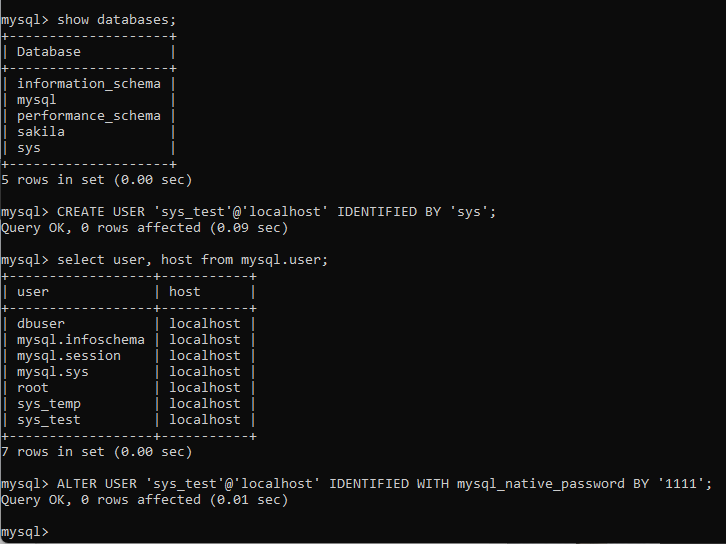 mysql> show databases;
+--------------------+
| Database           |
+--------------------+
| information_schema |
| mysql              |
| performance_schema |
| sakila             |
| sys                |
+--------------------+
5 rows in set (0.00 sec)

mysql> CREATE USER 'sys_test'@'localhost' IDENTIFIED BY 'sys';
Query OK, 0 rows affected (0.09 sec)

mysql> select user, host from mysql.user;
+------------------+-----------+
| user             | host      |
+------------------+-----------+
| dbuser           | localhost |
| mysql.infoschema | localhost |
| mysql.session    | localhost |
| mysql.sys        | localhost |
| root             | localhost |
| sys_temp         | localhost |
| sys_test         | localhost |
+------------------+-----------+
7 rows in set (0.00 sec)

mysql> ALTER USER 'sys_test'@'localhost' IDENTIFIED WITH mysql_native_password BY '1111';
Query OK, 0 rows affected (0.01 sec)

mysql>